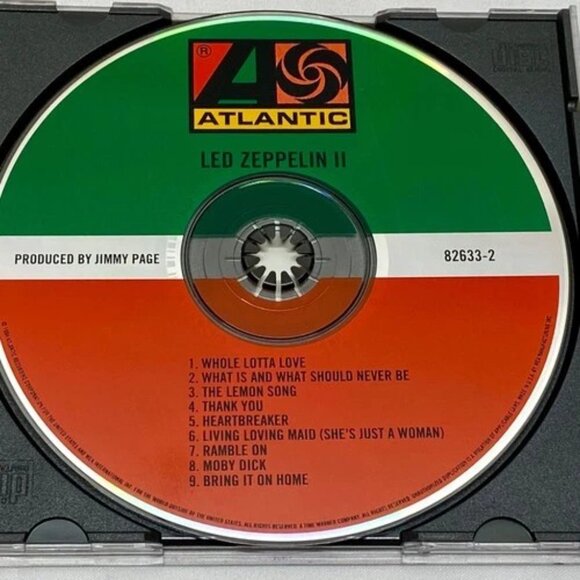 ®
ATLANTIC
LED ZEPPELIN II
PRODUCED BY JIMMY PAGE
82633-2
1. WHOLE LOTTA LOVE
2. WHAT IS AND WHAT SHOULD NEVER BE
3. THE LEMON SONG
4. THANK YOU
5. HEARTBREAKER
6. LIVING LOVING MAID (SHE'S JUST A WOMAN)
7. RAMBLE ON
8. MOBY DICK
9. BRING IT ON HOME